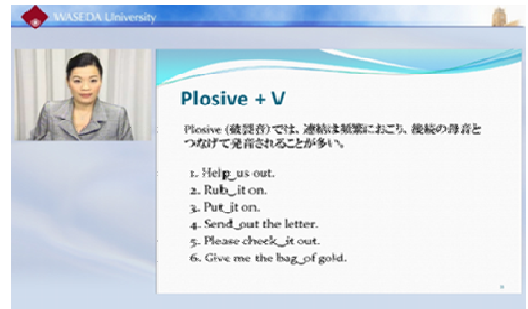 WASEDA University
Plosive + V
Plosive (破裂音) では、連結は頻繁におこり、後続の母音と
つなげて発音されることが多い。
1. Help_us out.
2. Rub_it on.
3. Put_it on.
4. Send_out the letter.
5. Please check_it out.
6. Give me the bag_of gold.